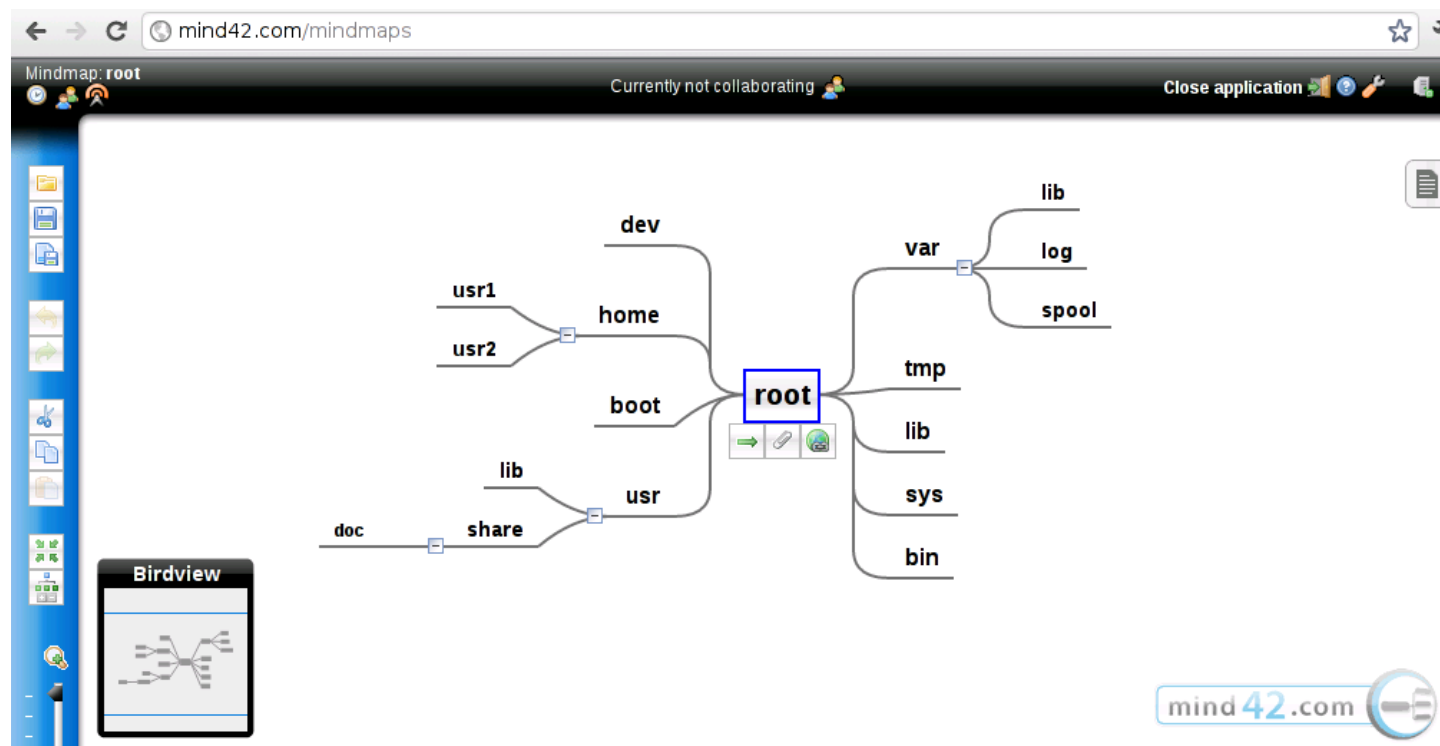 mind42.com/mindmaps
Mindmap: root
Currently not collaborating
Close application
lib
dev
var
log
usr1
home
spool
usr2
tmp
root
boot
lib
lib
usr
sys
doc
share
bin
Birdview
mind42.com